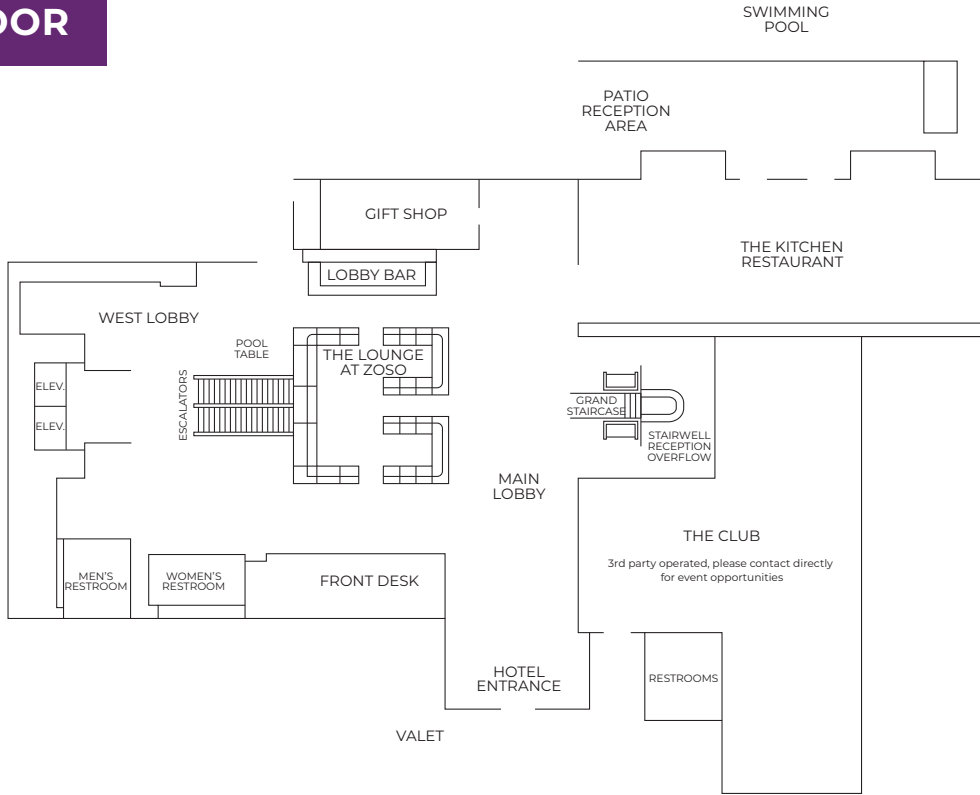 SWIMMING
POOL
PATIO
RECEPTION
AREA
GIFT SHOP
THE KITCHEN
RESTAURANT
LOBBY BAR
WEST LOBBY
POOL
TABLE
THE LOUNGE
AT ZOSO
ESCALATORS
ELEV.
ELEV.
GRAND
STAIRCASE
STAIRWELL
RECEPTION
OVERFLOW
MAIN
LOBBY
THE CLUB
3rd party operated, please contact directly
for event opportunities
MEN'S
RESTROOM
WOMEN'S
RESTROOM
FRONT DESK
HOTEL
ENTRANCE
RESTROOMS
VALET